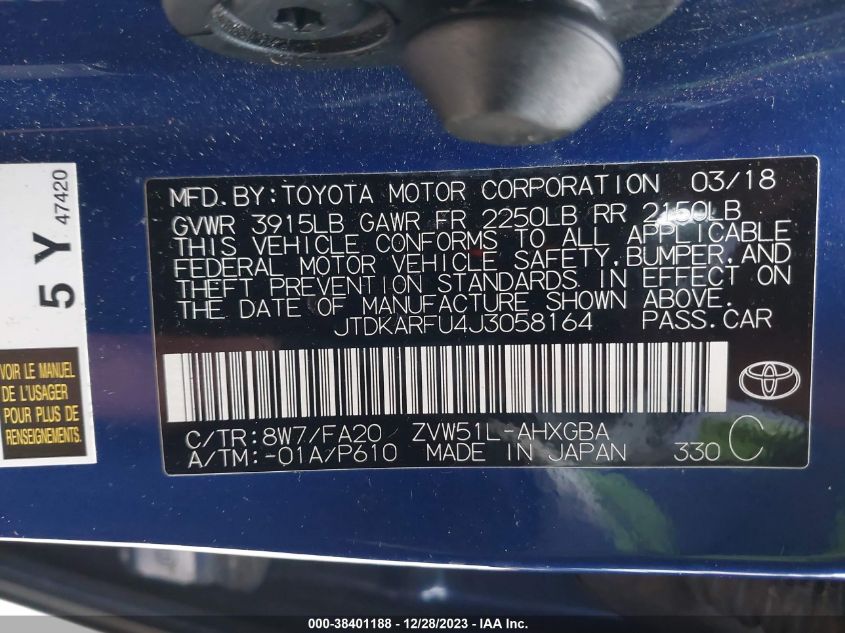 MFD.BY:TOYOTA MOTOR CORPORATION 03/18
GVWR 3915LB GAWR FR 2250LB RR 2150LB
THIS VEHICLE CONFORMS TO ALL APPLICABLE
FEDERAL MOTOR VEHICLE SAFETY,BUMPER,AND
THEFT PREVENTION STANDARDS IN EFFECT ON
THE DATE OF MANUFACTURE SHOWN ABOVE.
JTDKARFU4J3058164 PASS.CAR
C/TR:8W7/FA20 ZVW51L-AHXGBA
A/TM:-01A/P610 MADE IN JAPAN 330 C
5 Y 47420
VOIR LE MANUEL
DE L'USAGER
POUR PLUS DE
RENSEIGNEMENTS.
000-38401188 - 12/28/2023 - IAA Inc.